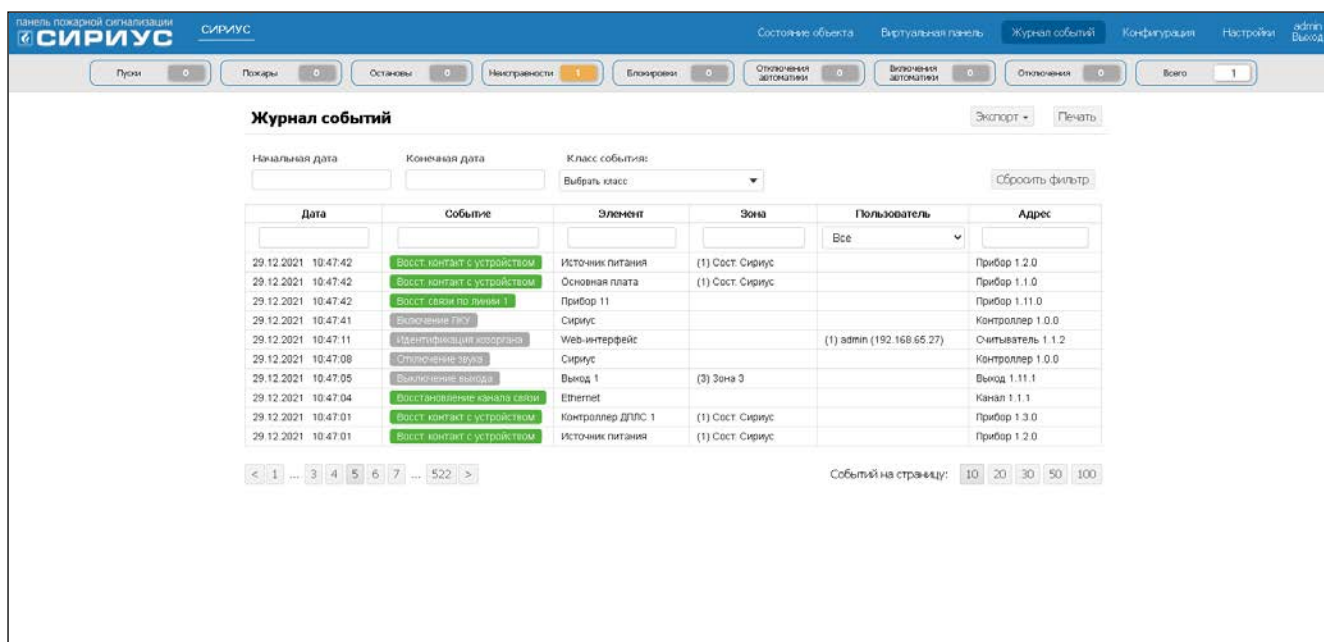 панель пожарной сигнализации
СИРИУС
СИРИУС
Состояние объекта Виртуальная панель Журнал событий Конфигурация Настройки
admin
Выход
Пуски 0 Пожары 0 Остановы 0 Неисправности 1 Блокировки 0 Отключения автоматики 0 Включения автоматики 0 Отключения 0 Всего 1
Журнал событий
Экспорт Печать
Начальная дата Конечная дата Класс события:
Выбрать класс
Сбросить фильтр
Дата Событие Элемент Зона Пользователь Адрес
Все
29.12.2021 10:47:42 Восст. контакт с устройством Источник питания (1) Сост. Сириус Прибор 1.2.0
29.12.2021 10:47:42 Восст. контакт с устройством Основная плата (1) Сост. Сириус Прибор 1.1.0
29.12.2021 10:47:42 Восст. связи по линии 1 Прибор 11 Прибор 1.11.0
29.12.2021 10:47:41 Включение ПКУ Сириус Контроллер 1.0.0
29.12.2021 10:47:11 Идентификация хозоргана Web-интерфейс (1) admin (192.168.65.27) Считыватель 1.1.2
29.12.2021 10:47:08 Отключение звука Сириус Контроллер 1.0.0
29.12.2021 10:47:05 Выключение выхода Выход 1 (3) Зона 3 Выход 1.11.1
29.12.2021 10:47:04 Восстановление канала связи Ethernet Канал 1.1.1
29.12.2021 10:47:01 Восст. контакт с устройством Контроллер ДПЛС 1 (1) Сост. Сириус Прибор 1.3.0
29.12.2021 10:47:01 Восст. контакт с устройством Источник питания (1) Сост. Сириус Прибор 1.2.0
< 1 ... 3 4 5 6 7 ... 522 >
Событий на страницу: 10 20 30 50 100